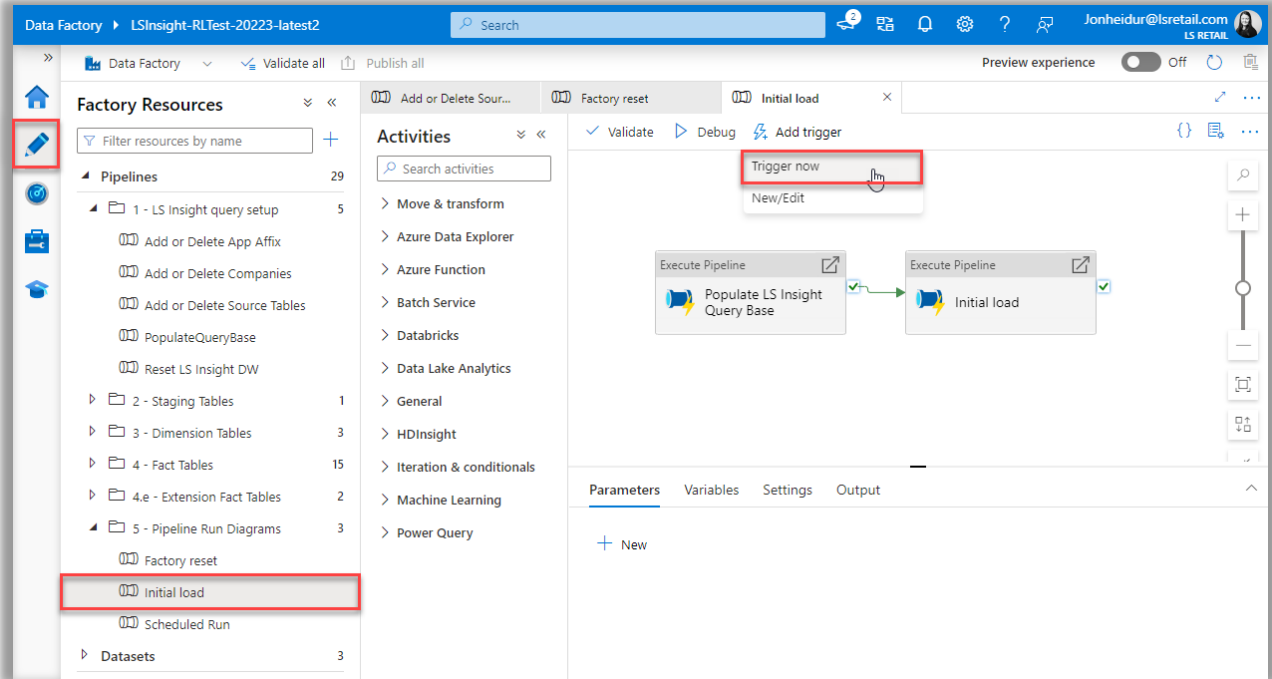 Data Factory
LSInsight-RLTest-20223-latest2
Search
2
Jonheidur@lsretail.com
LS RETAIL
Data Factory
Validate all
Publish all
Preview experience
Off
Factory Resources
Filter resources by name
Pipelines 29
1 - LS Insight query setup 5
Add or Delete App Affix
Add or Delete Companies
Add or Delete Source Tables
PopulateQueryBase
Reset LS Insight DW
2 - Staging Tables 1
3 - Dimension Tables 3
4 - Fact Tables 15
4.e - Extension Fact Tables 2
5 - Pipeline Run Diagrams 3
Factory reset
Initial load
Scheduled Run
Datasets 3
Add or Delete Sour...
Factory reset
Initial load
Activities
Search activities
Move & transform
Azure Data Explorer
Azure Function
Batch Service
Databricks
Data Lake Analytics
General
HDInsight
Iteration & conditionals
Machine Learning
Power Query
Validate
Debug
Add trigger
Trigger now
New/Edit
Execute Pipeline
Populate LS Insight
Query Base
Execute Pipeline
Initial load
Parameters
Variables
Settings
Output
New